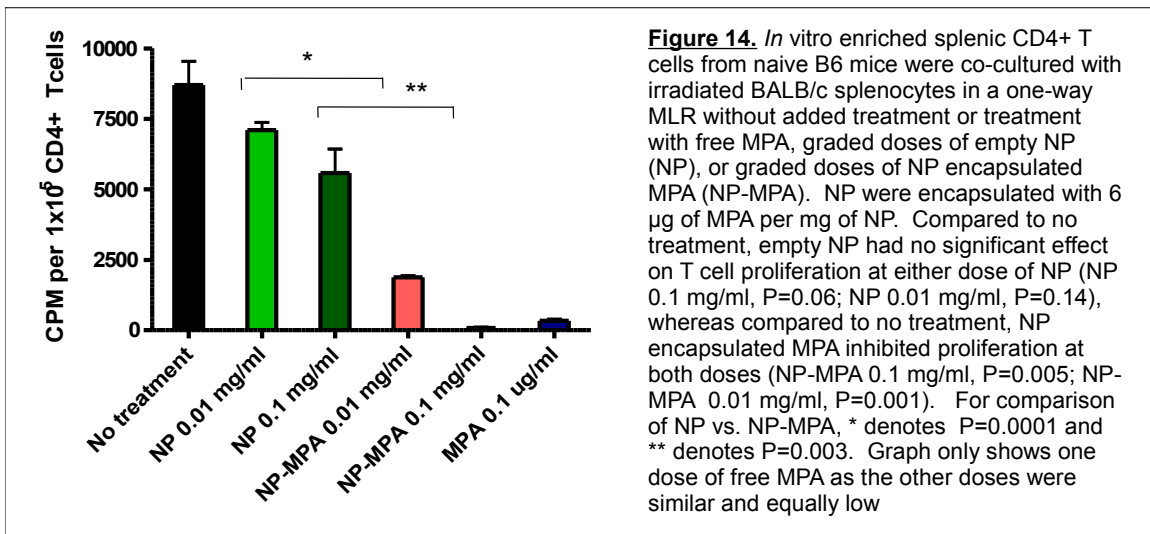 10000
7500
5000
2500
0
CPM per 1x10⁵ CD4+ Tcells
*
**
No treatment
NP 0.01 mg/ml
NP 0.1 mg/ml
NP-MPA 0.01 mg/ml
NP-MPA 0.1 mg/ml
MPA 0.1 ug/ml
Figure 14. In vitro enriched splenic CD4+ T
cells from naive B6 mice were co-cultured with
irradiated BALB/c splenocytes in a one-way
MLR without added treatment or treatment
with free MPA, graded doses of empty NP
(NP), or graded doses of NP encapsulated
MPA (NP-MPA). NP were encapsulated with 6
µg of MPA per mg of NP. Compared to no
treatment, empty NP had no significant effect
on T cell proliferation at either dose of NP (NP
0.1 mg/ml, P=0.06; NP 0.01 mg/ml, P=0.14),
whereas compared to no treatment, NP
encapsulated MPA inhibited proliferation at
both doses (NP-MPA 0.1 mg/ml, P=0.005; NP-
MPA 0.01 mg/ml, P=0.001). For comparison
of NP vs. NP-MPA, * denotes P=0.0001 and
** denotes P=0.003. Graph only shows one
dose of free MPA as the other doses were
similar and equally low